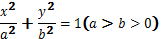 x²/a² + y²/b² = 1(a > b > 0)